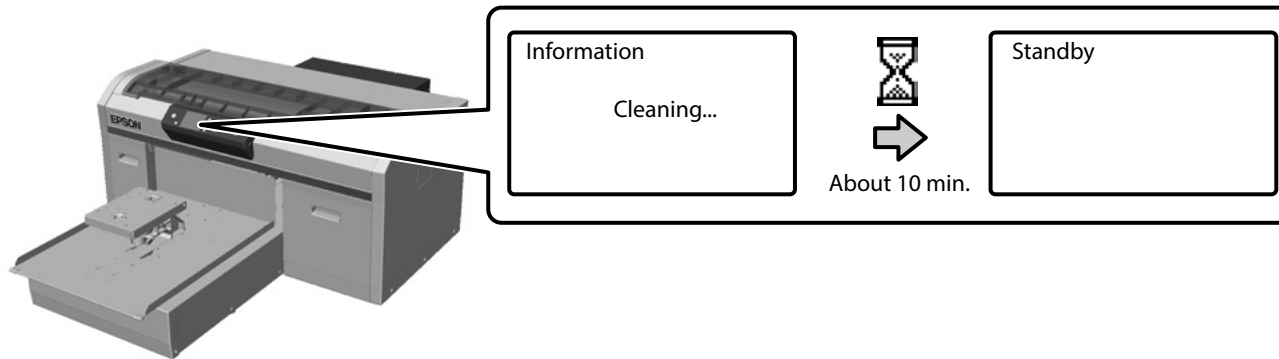 EPSON
Information
Cleaning...
About 10 min.
Standby